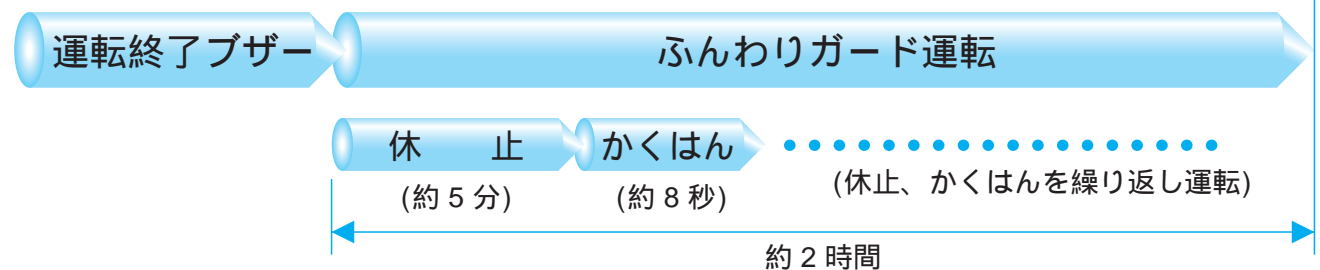 運転終了ブザー
ふんわりガード運転
休　止
かくはん
(約 5 分)
(約 8 秒)
(休止、かくはんを繰り返し運転)
約 2 時間